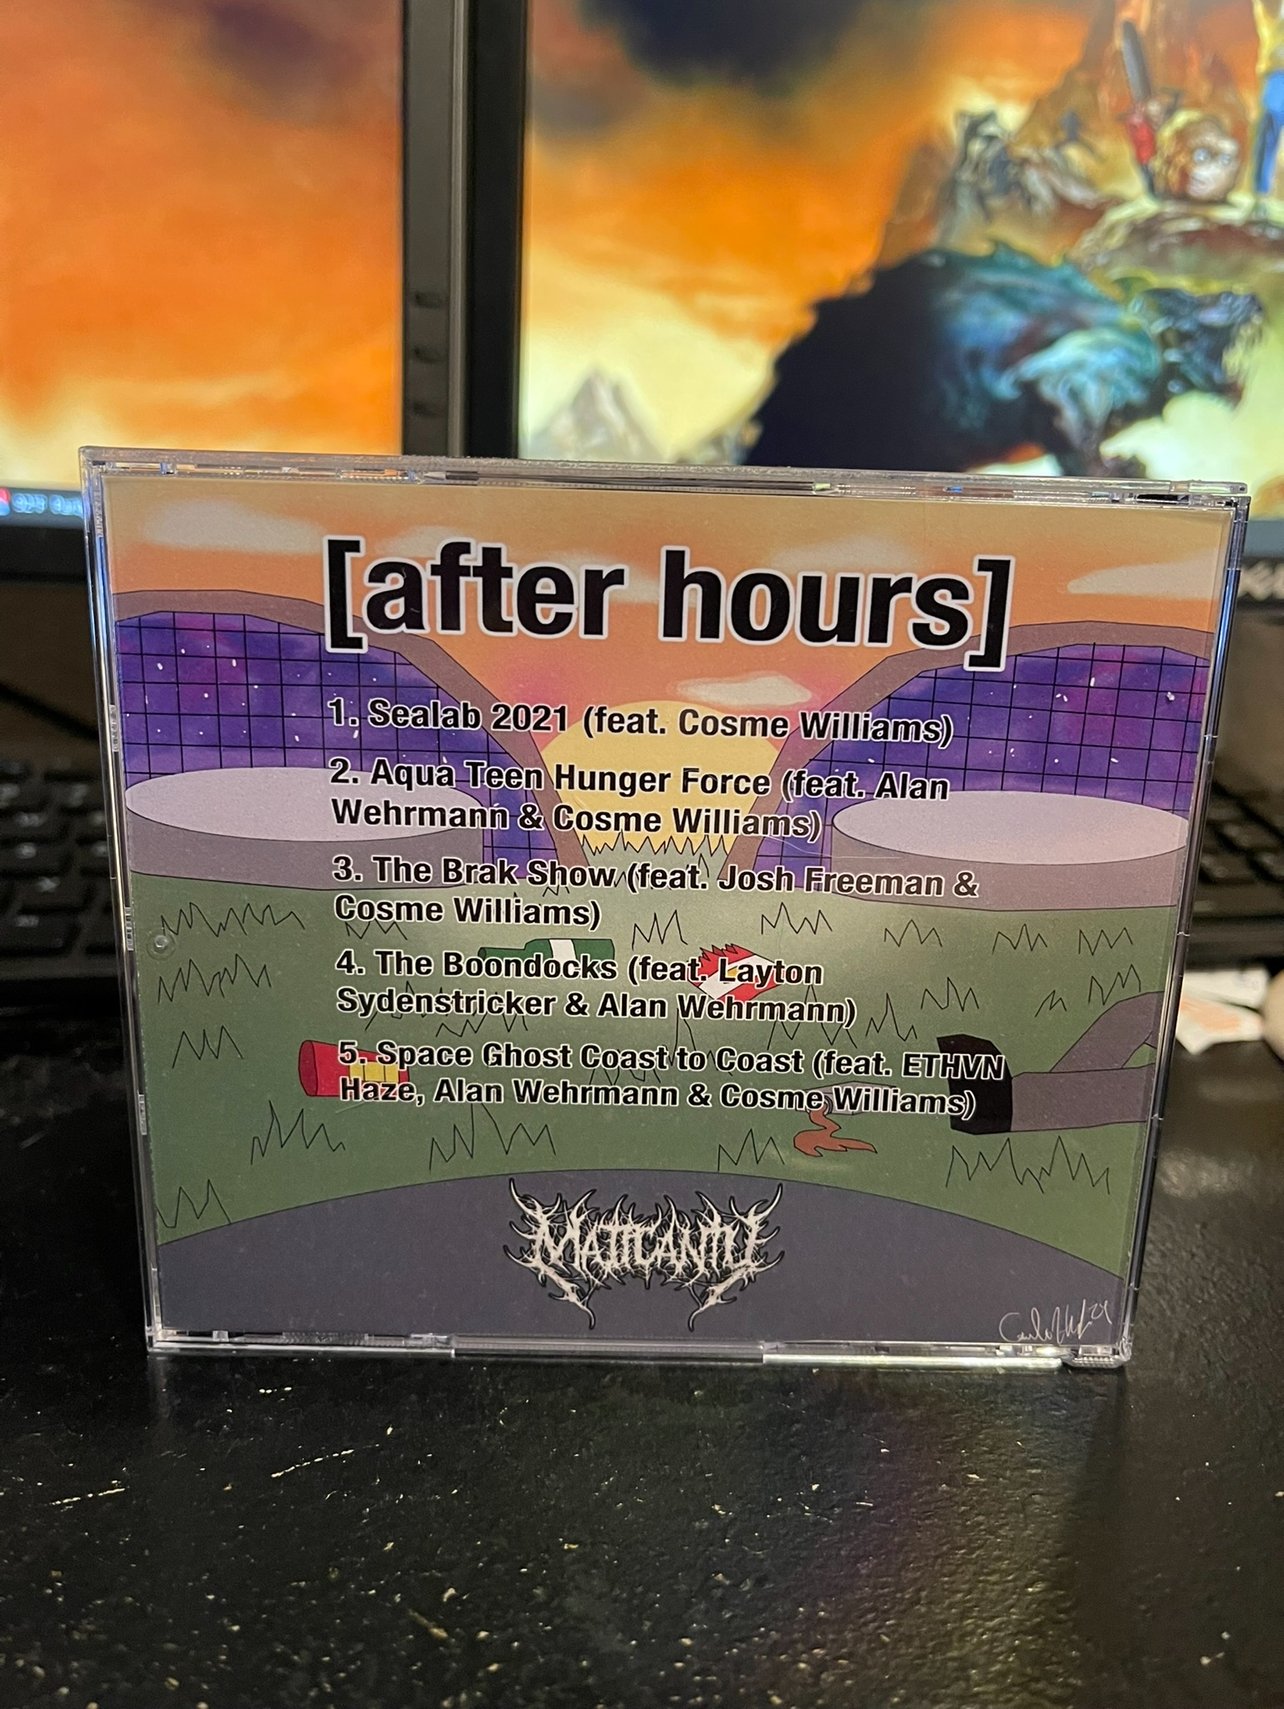 [after hours]
1. Sealab 2021 (feat. Cosme Williams)
2. Aqua Teen Hunger Force (feat. Alan
Wehrmann & Cosme Williams)
3. The Brak Show (feat. Josh Freeman &
Cosme Williams)
4. The Boondocks (feat. Layton
Sydenstricker & Alan Wehrmann)
5. Space Ghost Coast to Coast (feat. ETHVN
Haze, Alan Wehrmann & Cosme Williams)